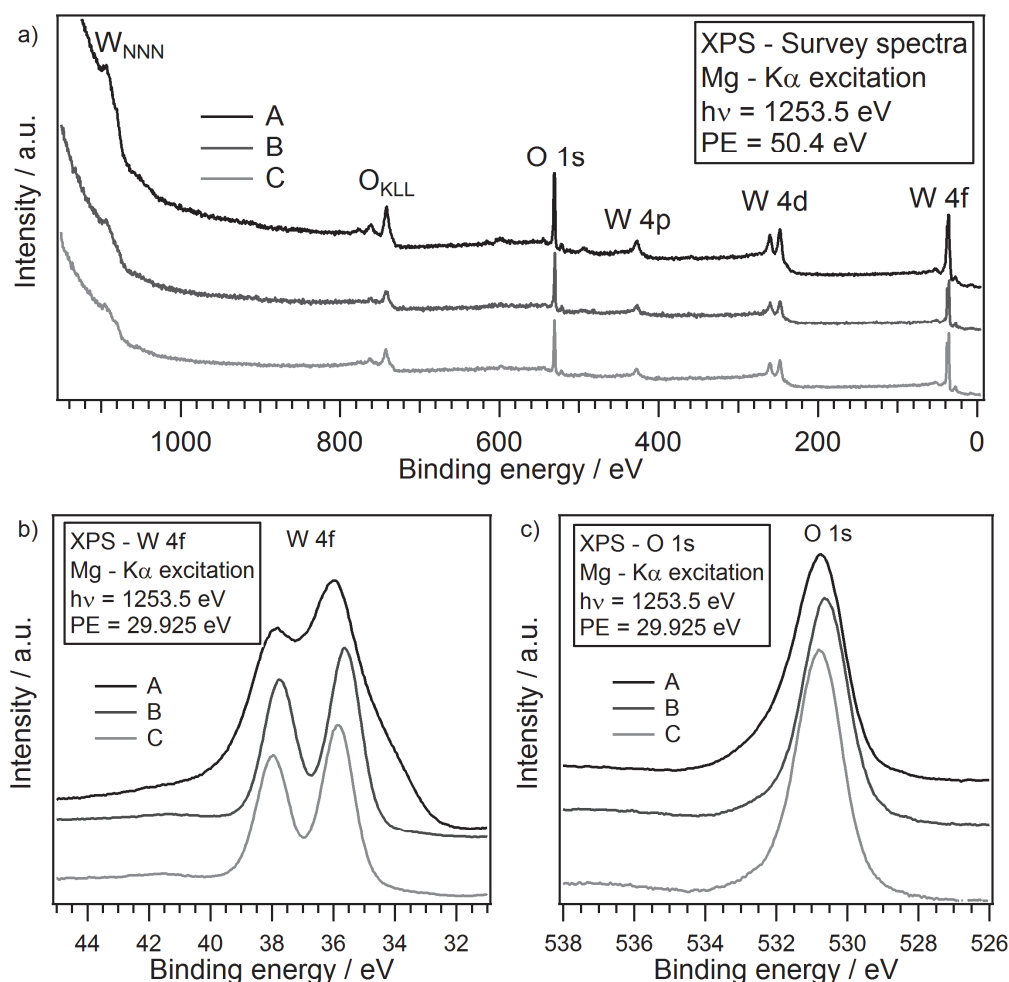 a)
W_NNN
XPS - Survey spectra
Mg - Kα excitation
hν = 1253.5 eV
PE = 50.4 eV
A
B
C
O_KLL
O 1s
W 4p
W 4d
W 4f
Intensity / a.u.
1000 800 600 400 200 0
Binding energy / eV
b)
XPS - W 4f
Mg - Kα excitation
hν = 1253.5 eV
PE = 29.925 eV
W 4f
A
B
C
Intensity / a.u.
44 42 40 38 36 34 32
Binding energy / eV
c)
XPS - O 1s
Mg - Kα excitation
hν = 1253.5 eV
PE = 29.925 eV
O 1s
A
B
C
Intensity / a.u.
538 536 534 532 530 528 526
Binding energy / eV